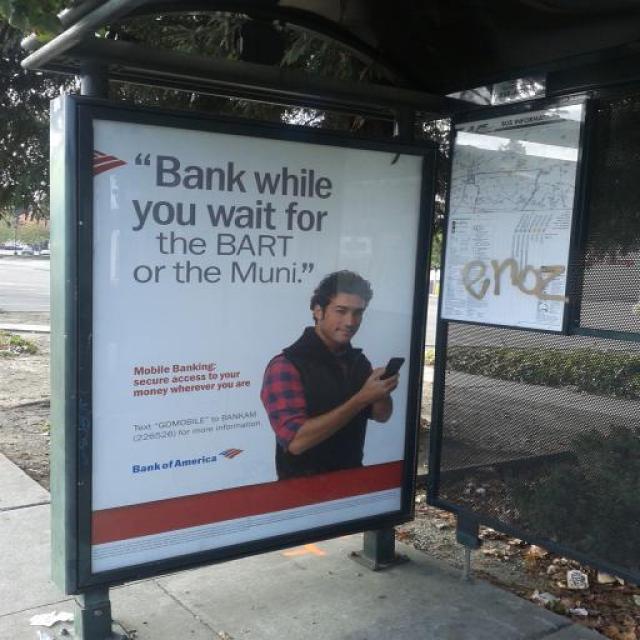 “Bank while
you wait for
the BART
or the Muni.”
Mobile Banking:
secure access to your
money wherever you are
Text "GOMOBILE" to BANKAM
(226526) for more information.
Bank of America
BUS INFORMATION
enoz